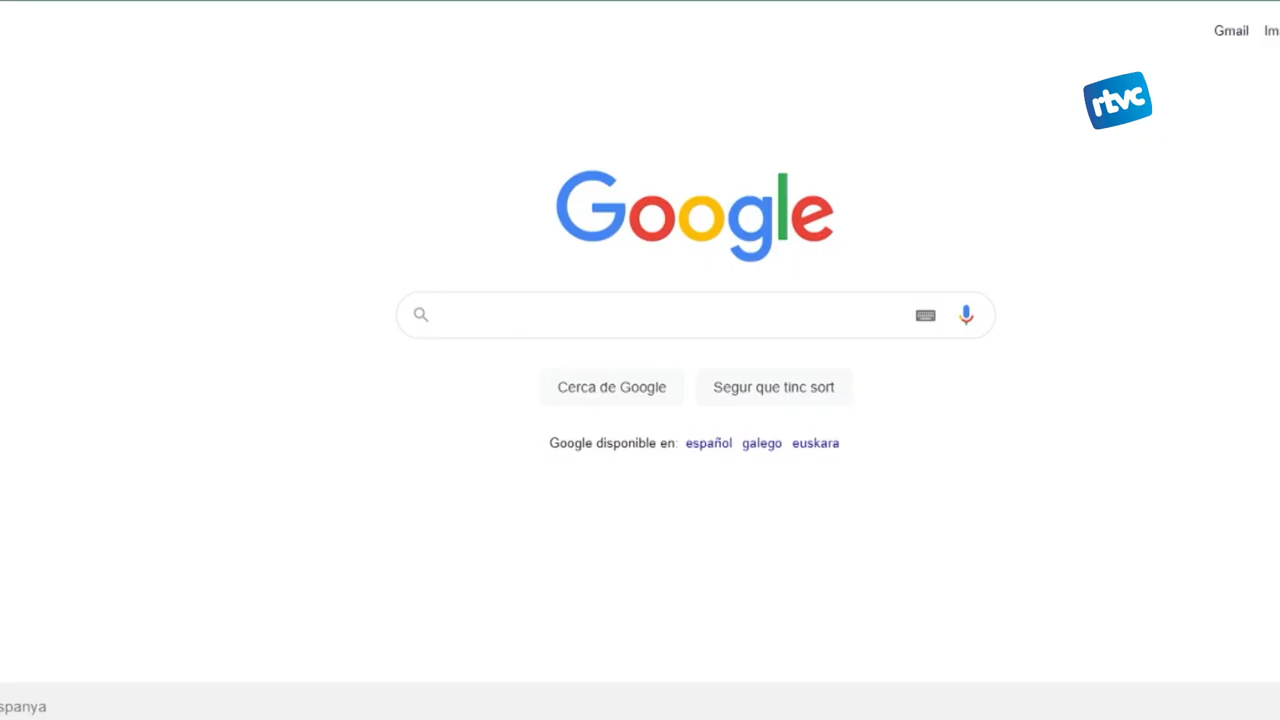 Gmail
rtvc
Google
Cerca de Google Segur que tinc sort
Google disponible en: español galego euskara